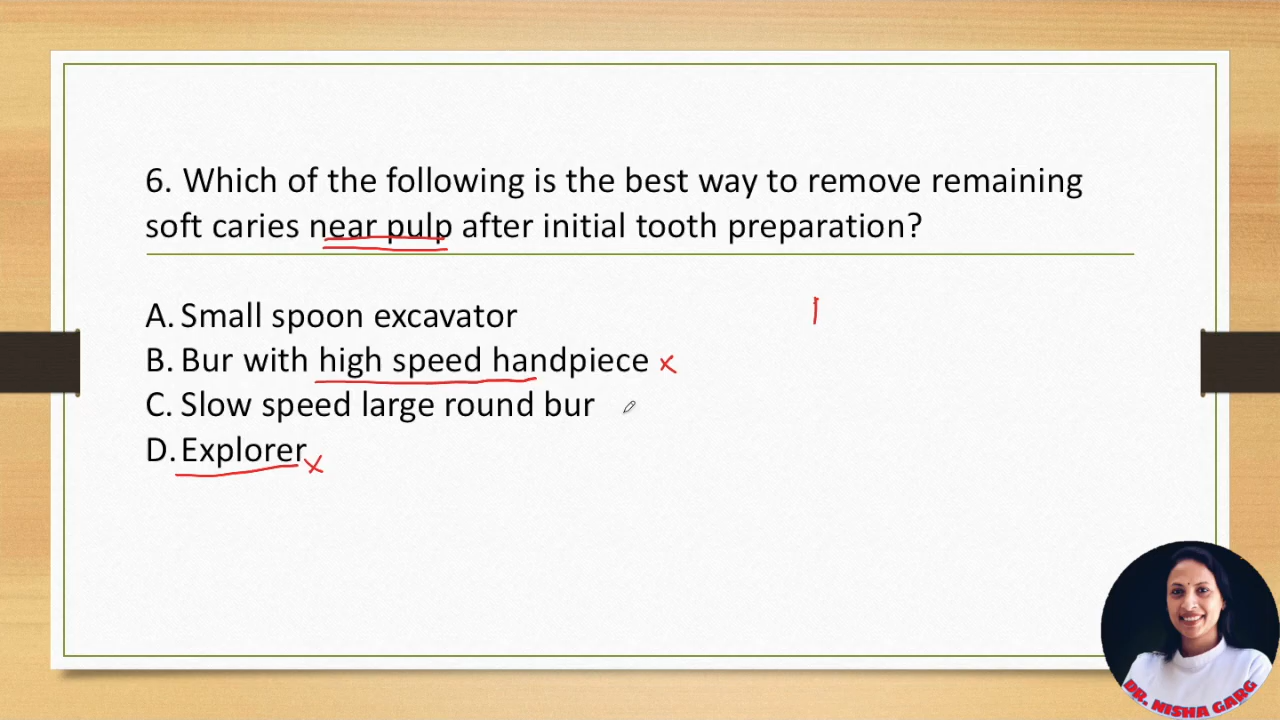 6. Which of the following is the best way to remove remaining
soft caries near pulp after initial tooth preparation?
A. Small spoon excavator
B. Bur with high speed handpiece x
C. Slow speed large round bur
D. Explorer x
DR. NISHA GARG